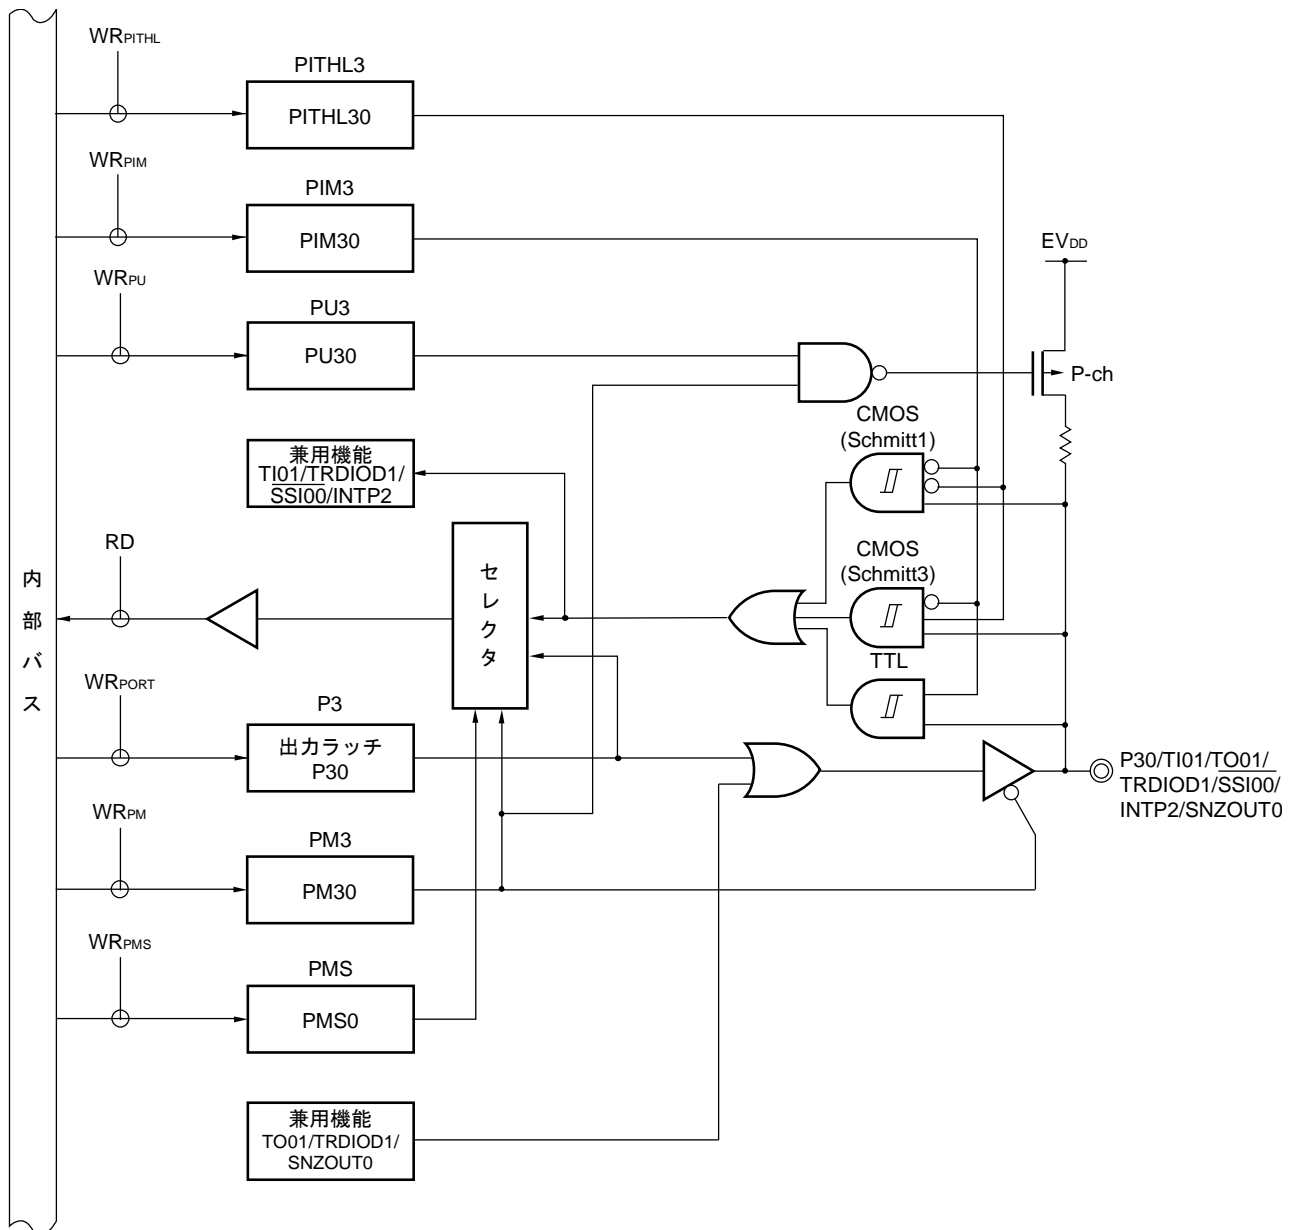 WRPITHL
PITHL3
PITHL30
WRPIM
PIM3
PIM30
EVDD
WRPU
PU3
PU30
P-ch
CMOS
(Schmitt1)
兼用機能
TI01/TRDIOD1/
SSI00/INTP2
RD
セレクタ
CMOS
(Schmitt3)
内部バス
TTL
WRPORT
P3
出力ラッチ
P30
P30/TI01/TO01/
TRDIOD1/SSI00/
INTP2/SNZOUT0
WRPM
PM3
PM30
WRPMS
PMS
PMS0
兼用機能
TO01/TRDIOD1/
SNZOUT0